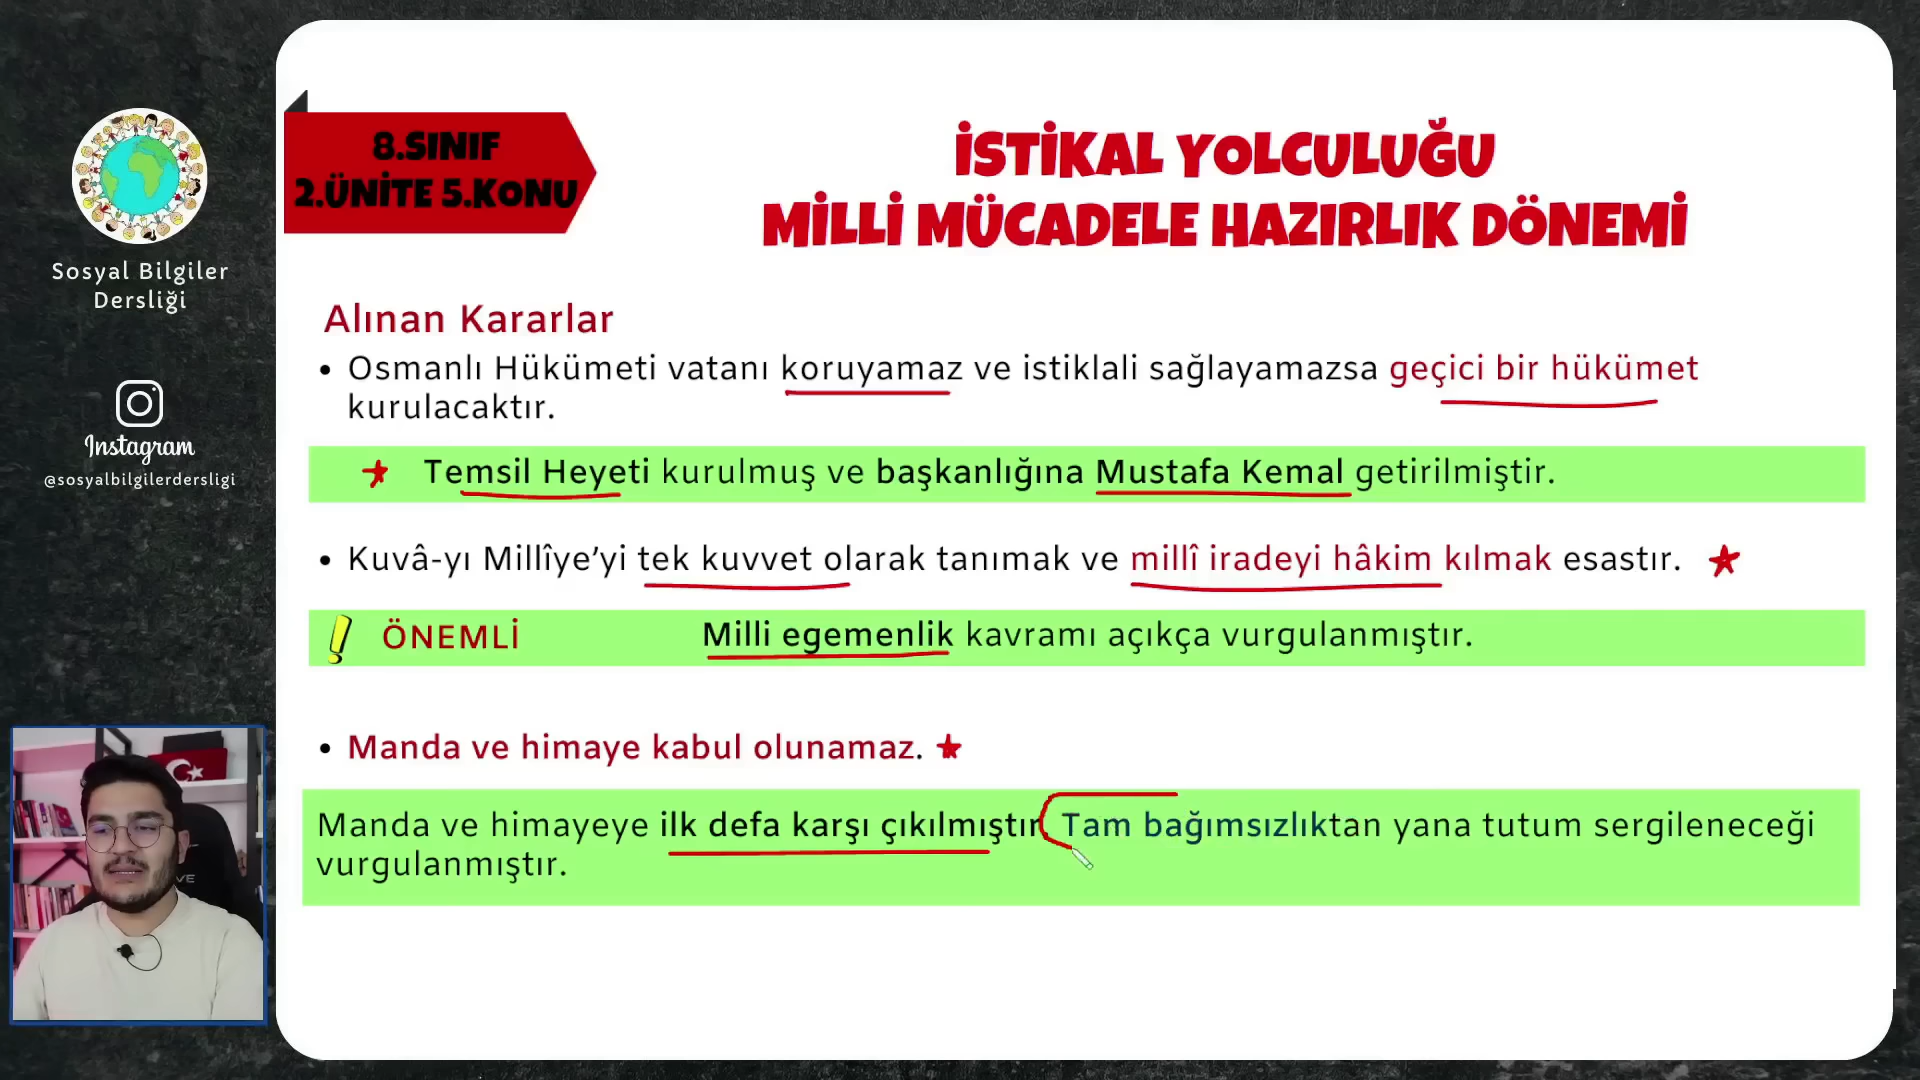 8.SINIF
2.ÜNİTE 5.KONU
İSTİKAL YOLCULUĞU
MİLLİ MÜCADELE HAZIRLIK DÖNEMİ
Sosyal Bilgiler
Dersliği
Instagram
@sosyalbilgilerdersligi
Alınan Kararlar
• Osmanlı Hükümeti vatanı koruyamaz ve istiklali sağlayamazsa geçici bir hükümet
kurulacaktır.
Temsil Heyeti kurulmuş ve başkanlığına Mustafa Kemal getirilmiştir.
• Kuvâ-yı Millîye’yi tek kuvvet olarak tanımak ve millî iradeyi hâkim kılmak esastır.
ÖNEMLİ Milli egemenlik kavramı açıkça vurgulanmıştır.
• Manda ve himaye kabul olunamaz.
Manda ve himayeye ilk defa karşı çıkılmıştır. Tam bağımsızlıktan yana tutum sergileneceği
vurgulanmıştır.